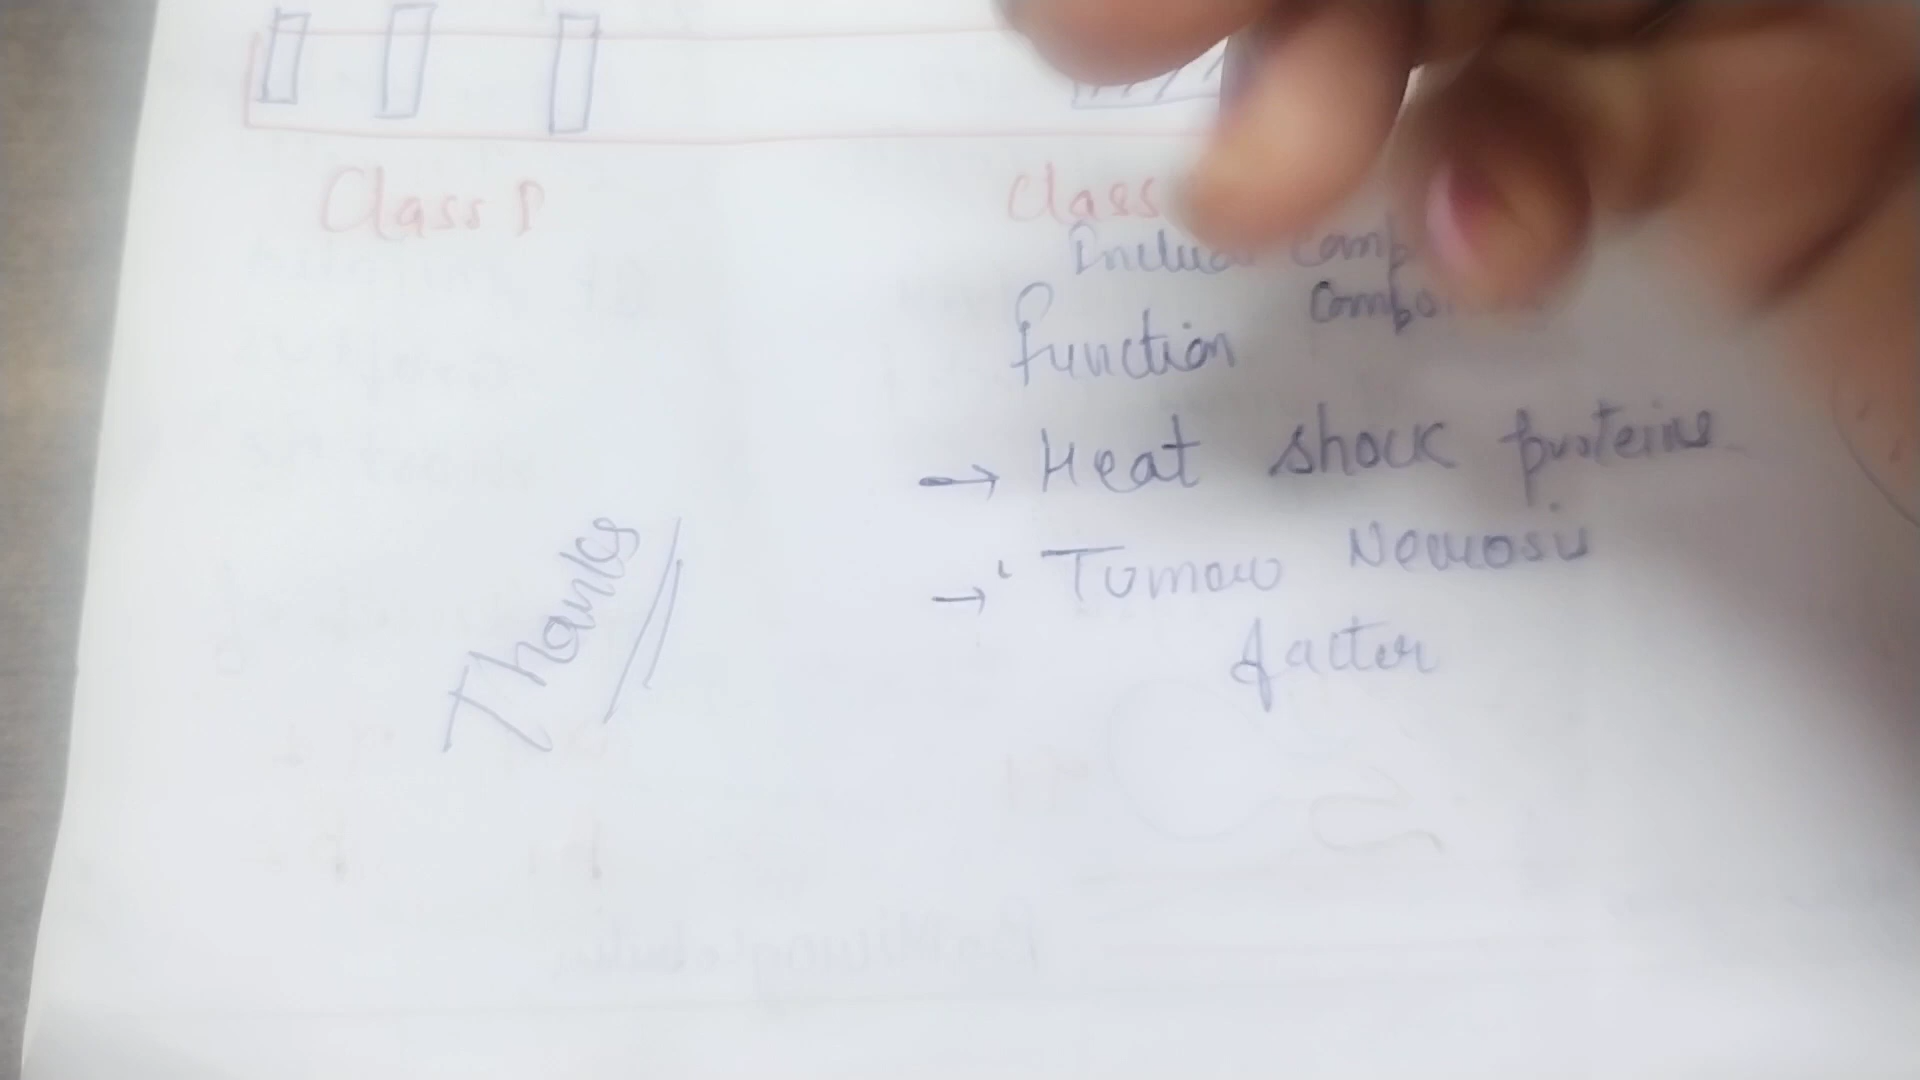 Class I
Class
Function
→ Heat shock proteins
→ Tumour Necrosis
factor
Thanks